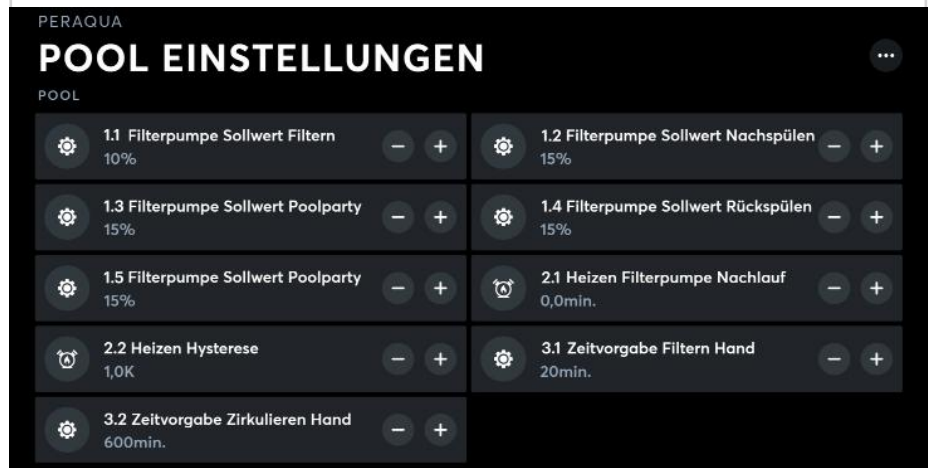 PERAQUA
POOL EINSTELLUNGEN
POOL
1.1 Filterpumpe Sollwert Filtern
10%
1.2 Filterpumpe Sollwert Nachspülen
15%
1.3 Filterpumpe Sollwert Poolparty
15%
1.4 Filterpumpe Sollwert Rückspülen
15%
1.5 Filterpumpe Sollwert Poolparty
15%
2.1 Heizen Filterpumpe Nachlauf
0,0min.
2.2 Heizen Hysterese
1,0K
3.1 Zeitvorgabe Filtern Hand
20min.
3.2 Zeitvorgabe Zirkulieren Hand
600min.